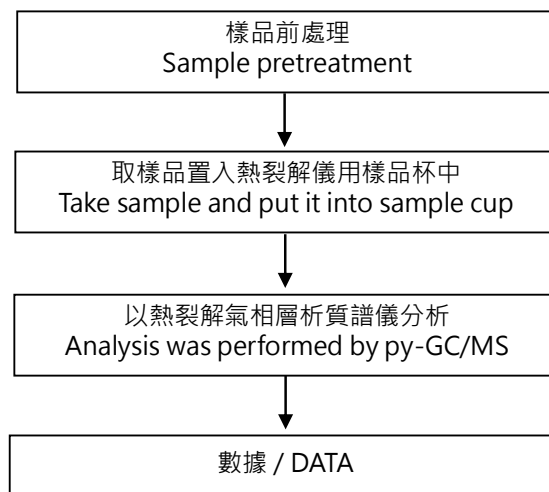 樣品前處理
Sample pretreatment
取樣品置入熱裂解儀用樣品杯中
Take sample and put it into sample cup
以熱裂解氣相層析質譜儀分析
Analysis was performed by py-GC/MS
數據 / DATA